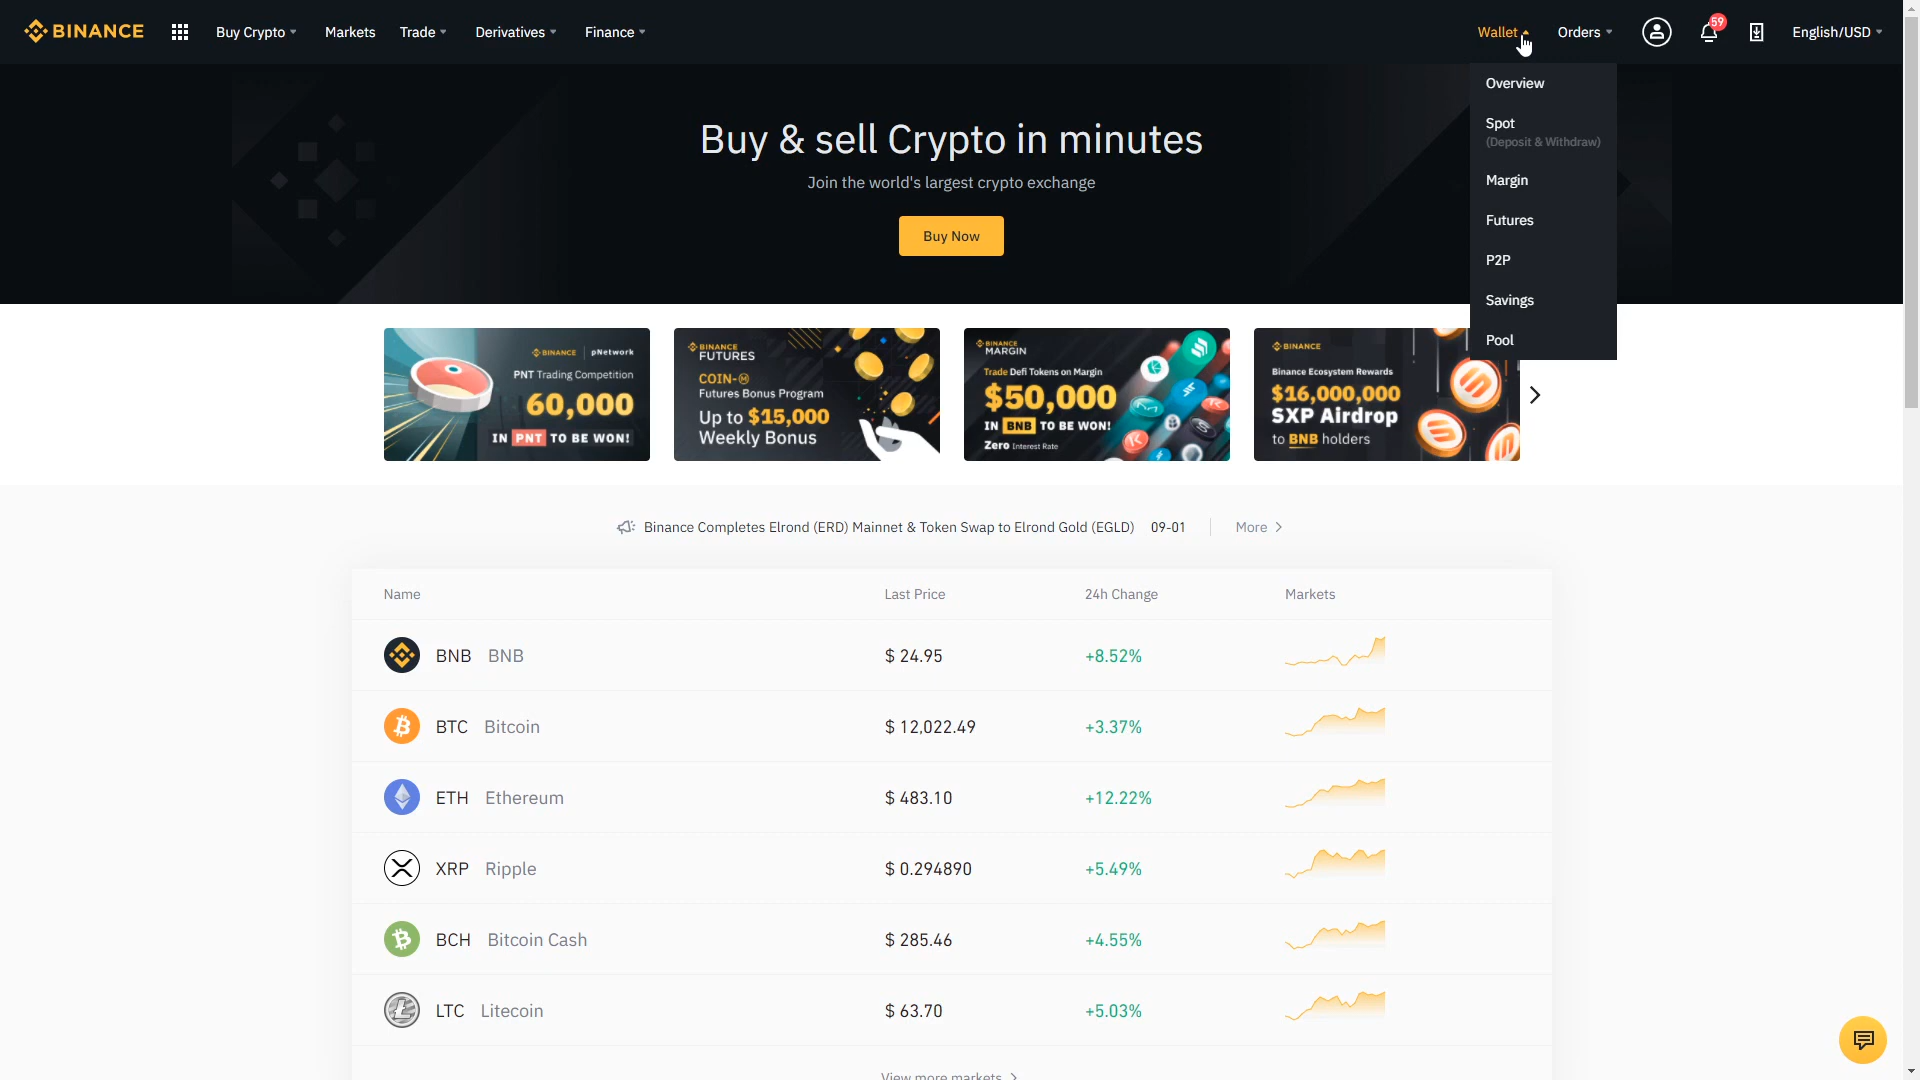 BINANCE
Buy Crypto
Markets
Trade
Derivatives
Finance
Wallet
Orders
59
English/USD
Overview
Spot
(Deposit & Withdraw)
Margin
Futures
P2P
Savings
Pool
Buy & sell Crypto in minutes
Join the world's largest crypto exchange
Buy Now
BINANCE | pNetwork
PNT Trading Competition
60,000
IN PNT TO BE WON!
BINANCE
FUTURES
COIN-M
Futures Bonus Program
Up to $15,000
Weekly Bonus
BINANCE
MARGIN
Trade Defi Tokens on Margin
$50,000
IN BNB TO BE WON!
Zero Interest Rate
BINANCE
Binance Ecosystem Rewards
$16,000,000
SXP Airdrop
to BNB holders
Binance Completes Elrond (ERD) Mainnet & Token Swap to Elrond Gold (EGLD) 09-01
More
Name Last Price 24h Change Markets
BNB BNB $ 24.95 +8.52%
BTC Bitcoin $ 12,022.49 +3.37%
ETH Ethereum $ 483.10 +12.22%
XRP Ripple $ 0.294890 +5.49%
BCH Bitcoin Cash $ 285.46 +4.55%
LTC Litecoin $ 63.70 +5.03%
View more markets